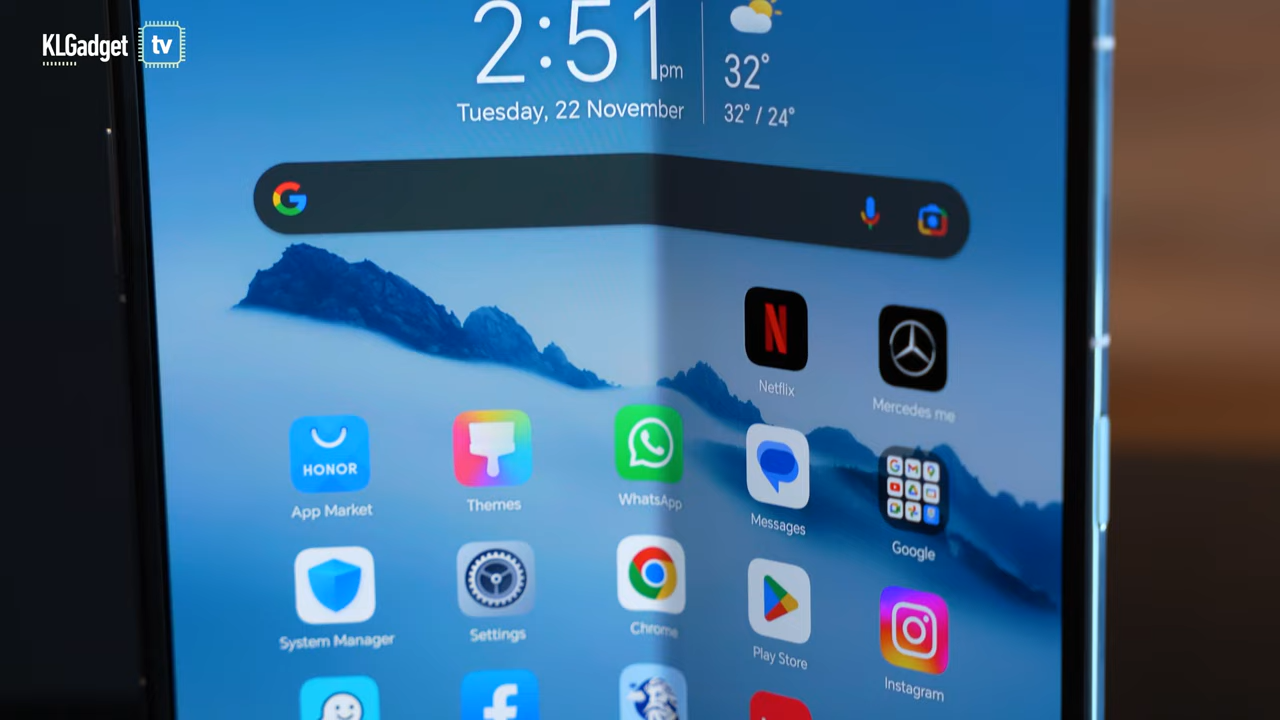 KLGadget tv
2:51 pm
Tuesday, 22 November
32°
32° / 24°
Netflix
Mercedes me
HONOR
App Market
Themes
WhatsApp
Messages
Google
System Manager
Settings
Chrome
Play Store
Instagram